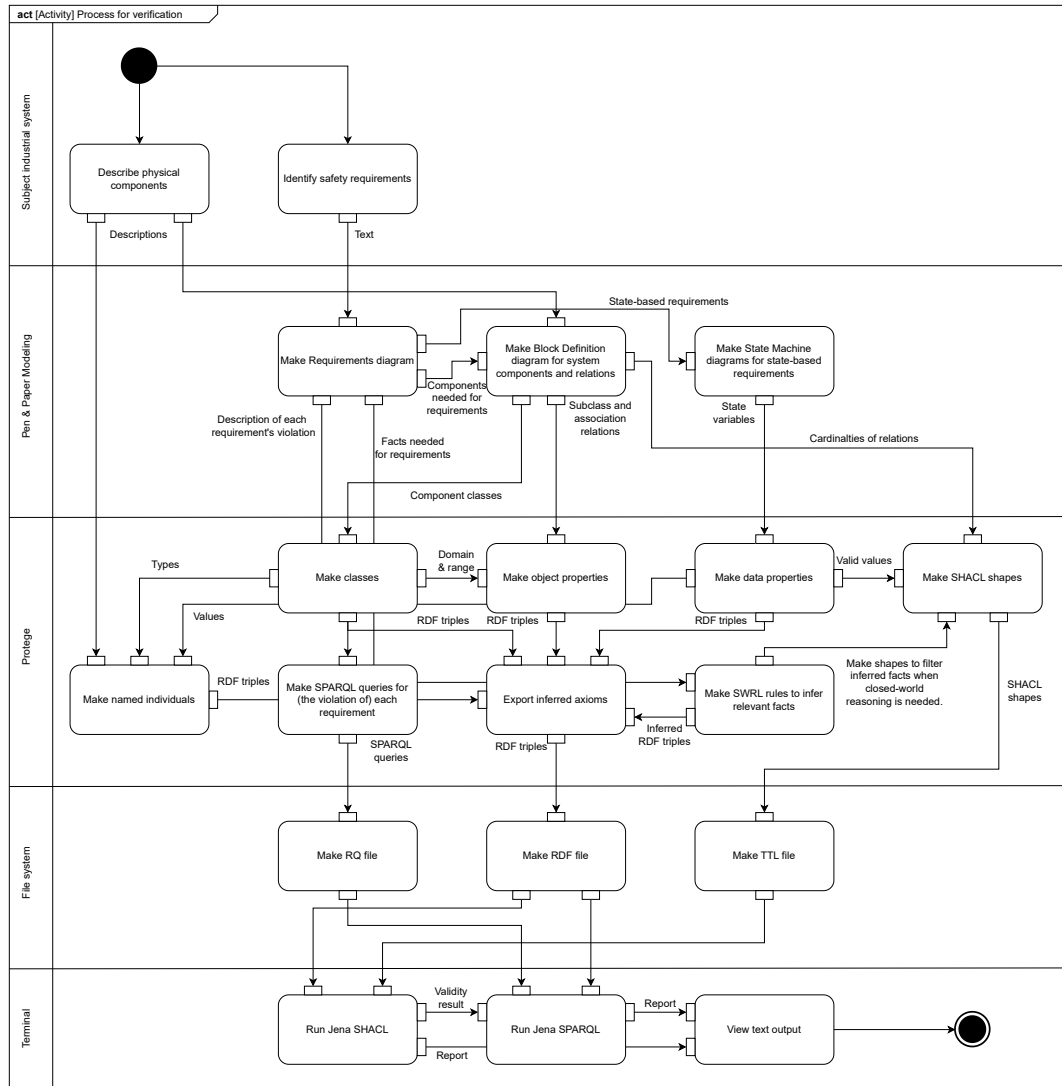 act [Activity] Process for verification
Subject industrial system
Describe physical
components
Identify safety requirements
Descriptions
Text
Pen & Paper Modeling
State-based requirements
Make Requirements diagram
Make Block Definition
diagram for system
components and relations
Make State Machine
diagrams for state-based
requirements
Components
needed for
requirements
Description of each
requirement's violation
Facts needed
for requirements
Subclass and
association
relations
State
variables
Cardinalties of relations
Component classes
Protege
Types
Make classes
Domain
& range
Make object properties
Make data properties
Valid values
Make SHACL shapes
Values
RDF triples
RDF triples
RDF triples
Make named individuals
RDF triples
Make SPARQL queries for
(the violation of) each
requirement
Export inferred axioms
Make SWRL rules to infer
relevant facts
Make shapes to filter
inferred facts when
closed-world
reasoning is needed.
SHACL
shapes
Inferred
RDF triples
SPARQL
queries
RDF triples
File system
Make RQ file
Make RDF file
Make TTL file
Terminal
Validity
result
Report
Run Jena SHACL
Run Jena SPARQL
View text output
Report